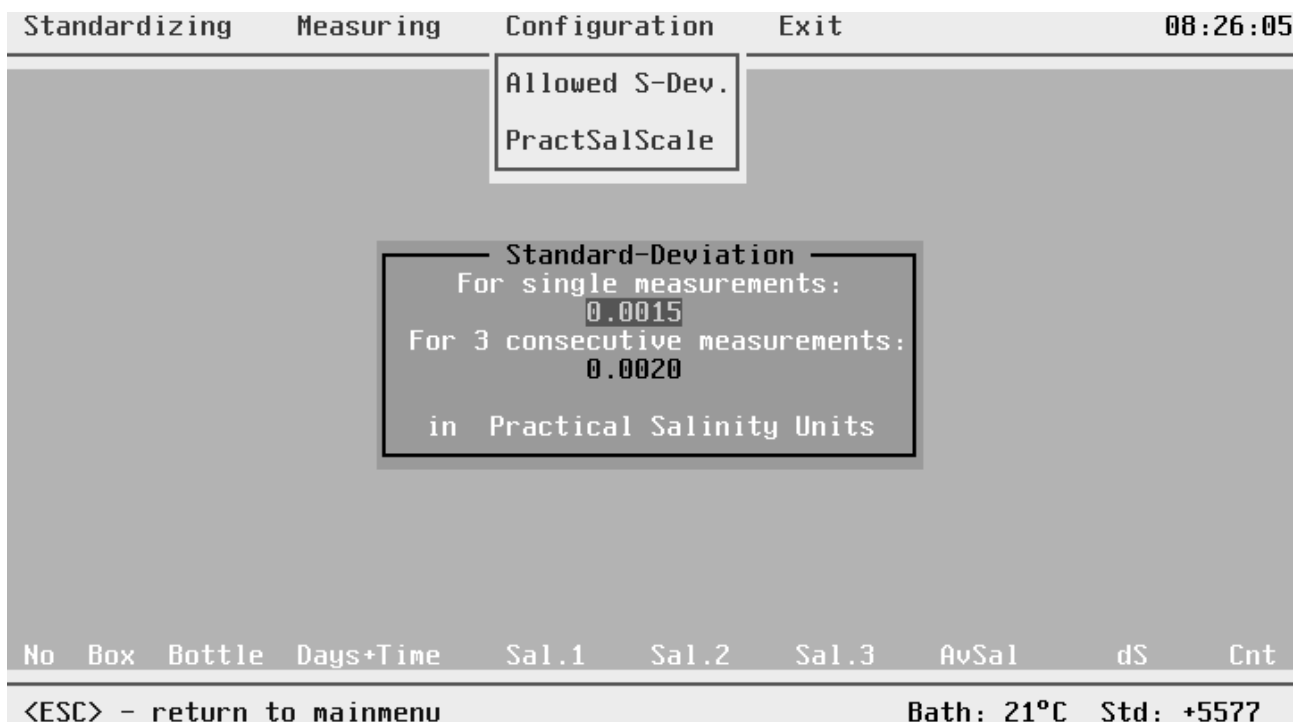 Standardizing Measuring Configuration Exit 08:26:05
Allowed S-Dev.
PractSalScale
Standard-Deviation
For single measurements:
0.0015
For 3 consecutive measurements:
0.0020
in Practical Salinity Units
No Box Bottle Days+Time Sal.1 Sal.2 Sal.3 AvSal dS Cnt
<ESC> - return to mainmenu Bath: 21°C Std: +5577